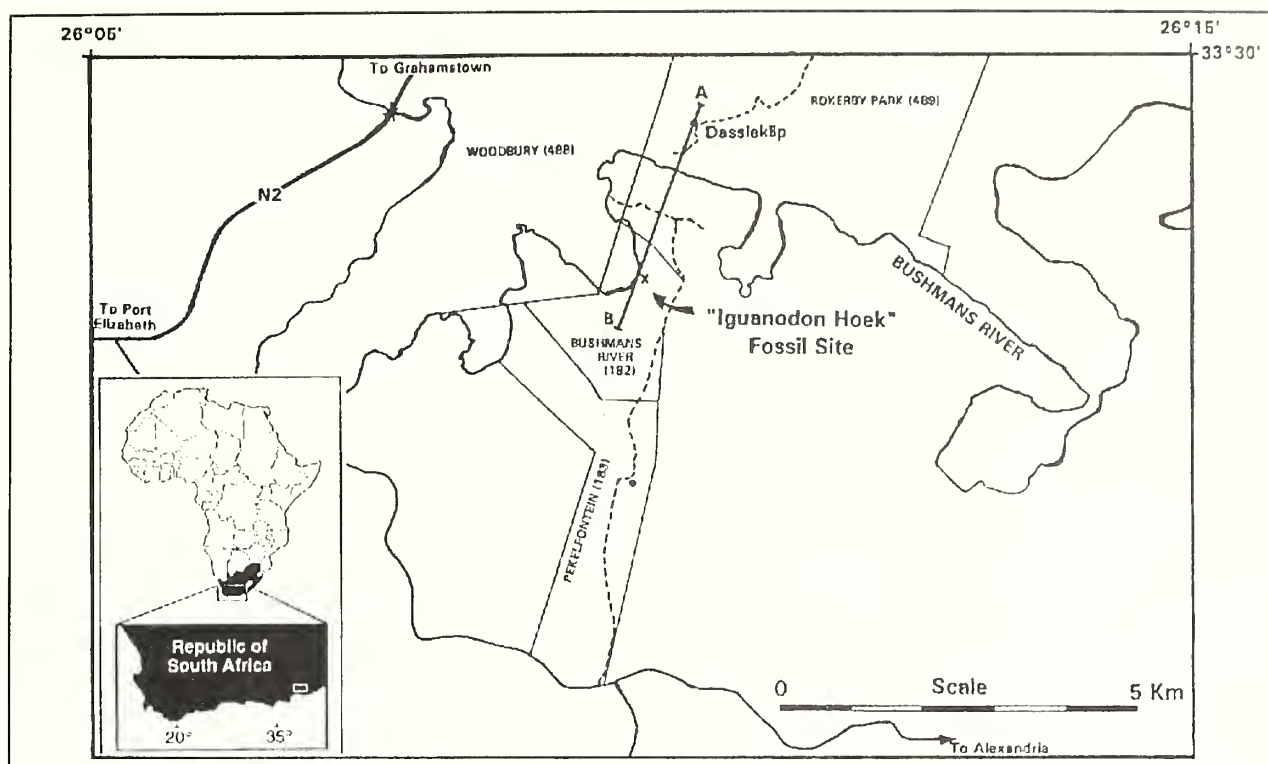 26°05'
26°15'
33°30'
To Grahamstown
A
ROKERBY PARK (489)
WOODBURY (488)
N2
BUSHMANS RIVER
To Port
Elizabeth
B
BUSHMANS
RIVER
(182)
"Iguanodon Hoek"
Fossil Site
PEKELFONTEIN (183)
Republic of
South Africa
20°
35°
0 Scale 5 Km
To Alexandria